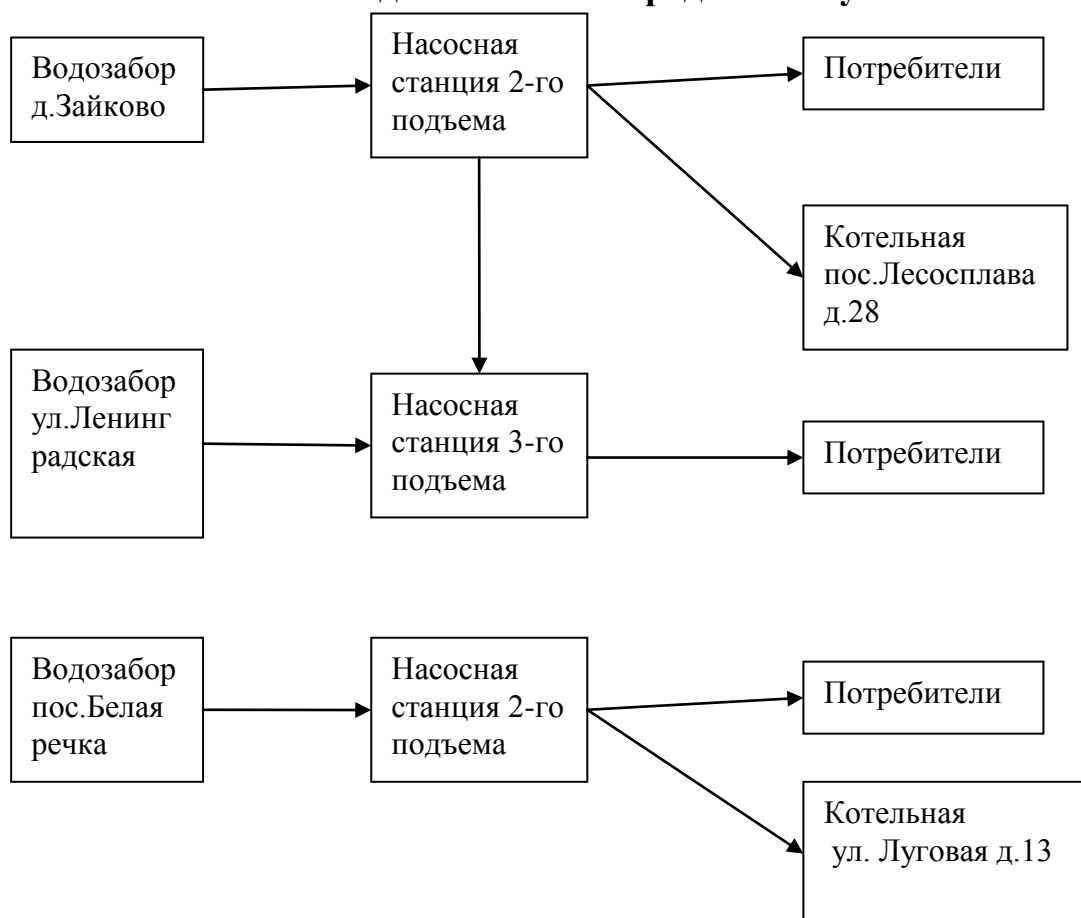 Водозабор
д.Зайково
Насосная
станция 2-го
подъема
Потребители
Котельная
пос.Лесосплава
д.28
Водозабор
ул.Ленинг
радская
Насосная
станция 3-го
подъема
Потребители
Водозабор
пос.Белая
речка
Насосная
станция 2-го
подъема
Потребители
Котельная
ул. Луговая д.13